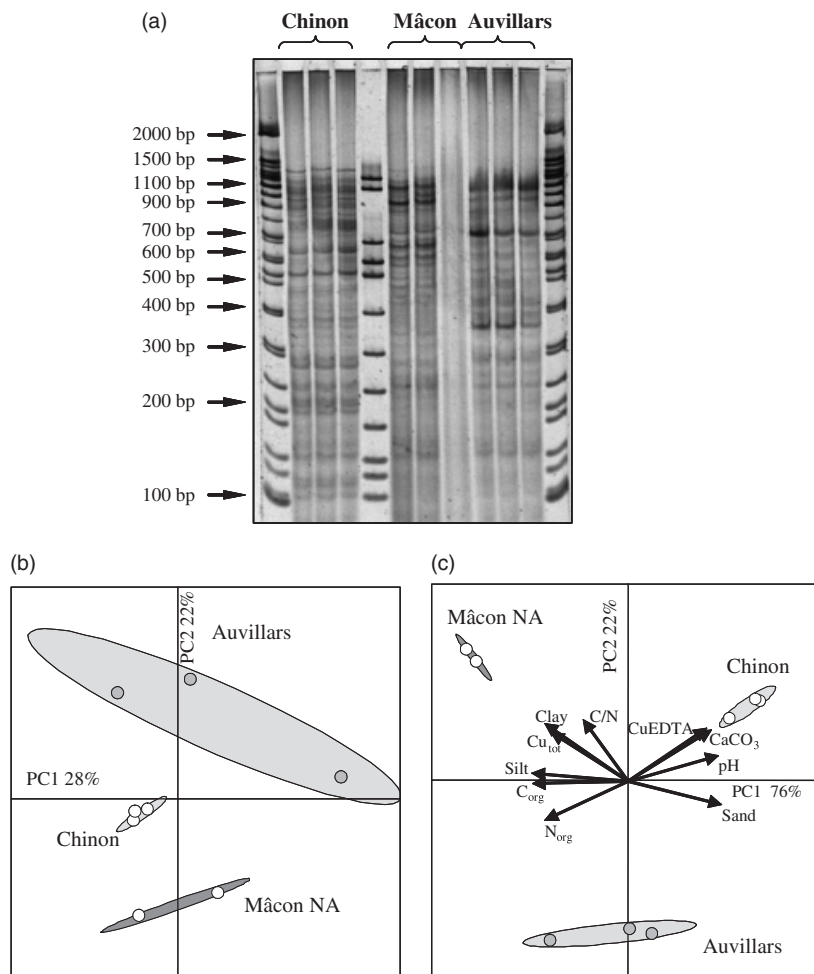 (a)
Chinon Mâcon Auvillars
2000 bp
1500 bp
1100 bp
900 bp
700 bp
600 bp
500 bp
400 bp
300 bp
200 bp
100 bp
(b)
PC2 22%
Auvillars
PC1 28%
Chinon
Mâcon NA
(c)
PC2 22%
Mâcon NA
Chinon
Clay C/N CuEDTA
Cutot CaCO3
Silt pH
Corg PC1 76%
Norg Sand
Auvillars